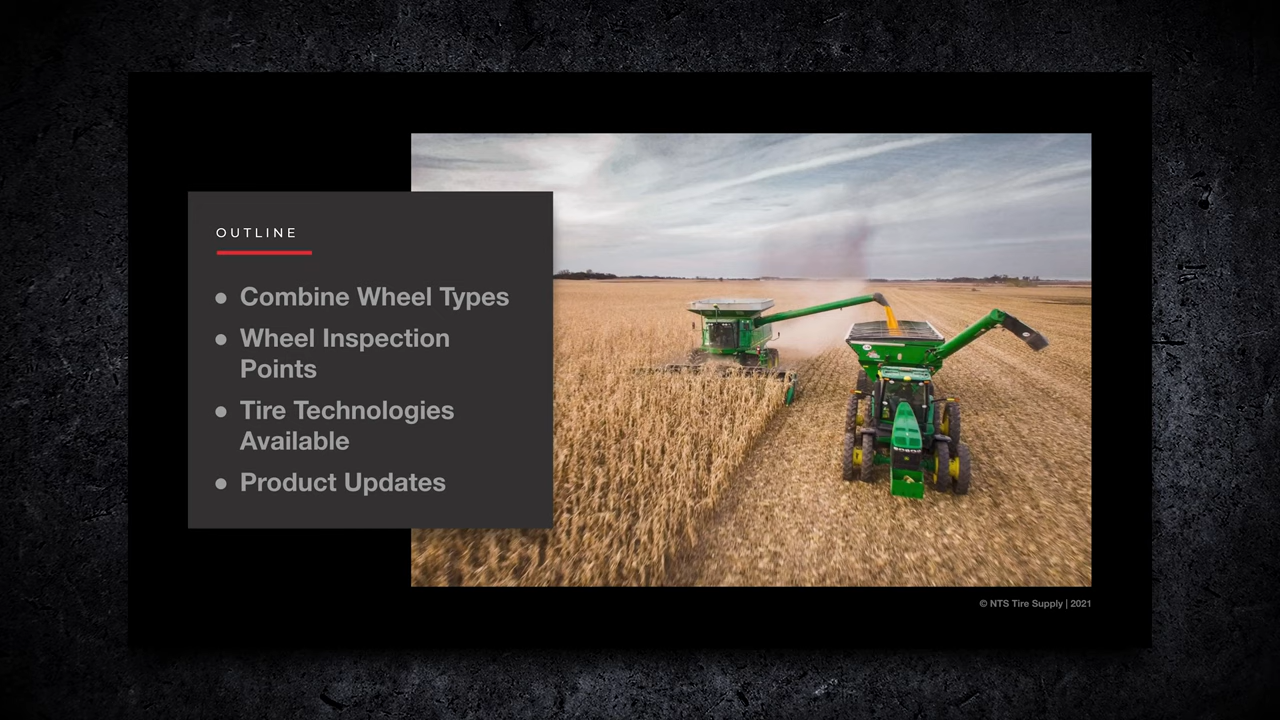 OUTLINE
● Combine Wheel Types
● Wheel Inspection
Points
● Tire Technologies
Available
● Product Updates
© NTS Tire Supply | 2021